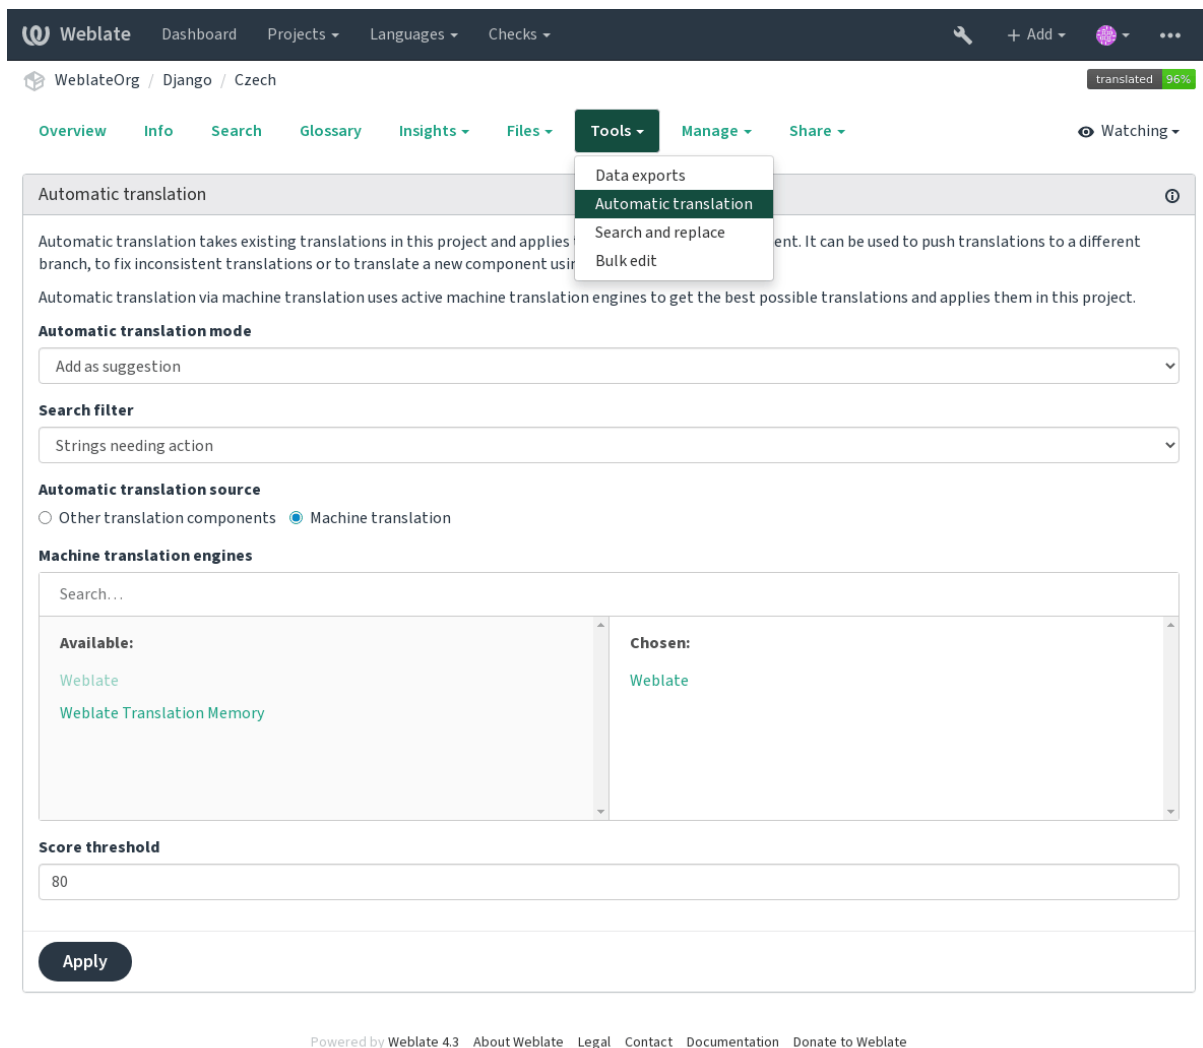 Weblate Dashboard Projects Languages Checks + Add
WeblateOrg / Django / Czech translated 96%
Overview Info Search Glossary Insights Files Tools Manage Share Watching
Data exports
Automatic translation
Search and replace
Bulk edit
Automatic translation
Automatic translation takes existing translations in this project and applies ent. It can be used to push translations to a different
branch, to fix inconsistent translations or to translate a new component
Automatic translation via machine translation uses active machine translation engines to get the best possible translations and applies them in this project.
Automatic translation mode
Add as suggestion
Search filter
Strings needing action
Automatic translation source
Other translation components Machine translation
Machine translation engines
Search…
Available: Chosen:
Weblate Weblate
Weblate Translation Memory
Score threshold
80
Apply
Powered by Weblate 4.3 About Weblate Legal Contact Documentation Donate to Weblate